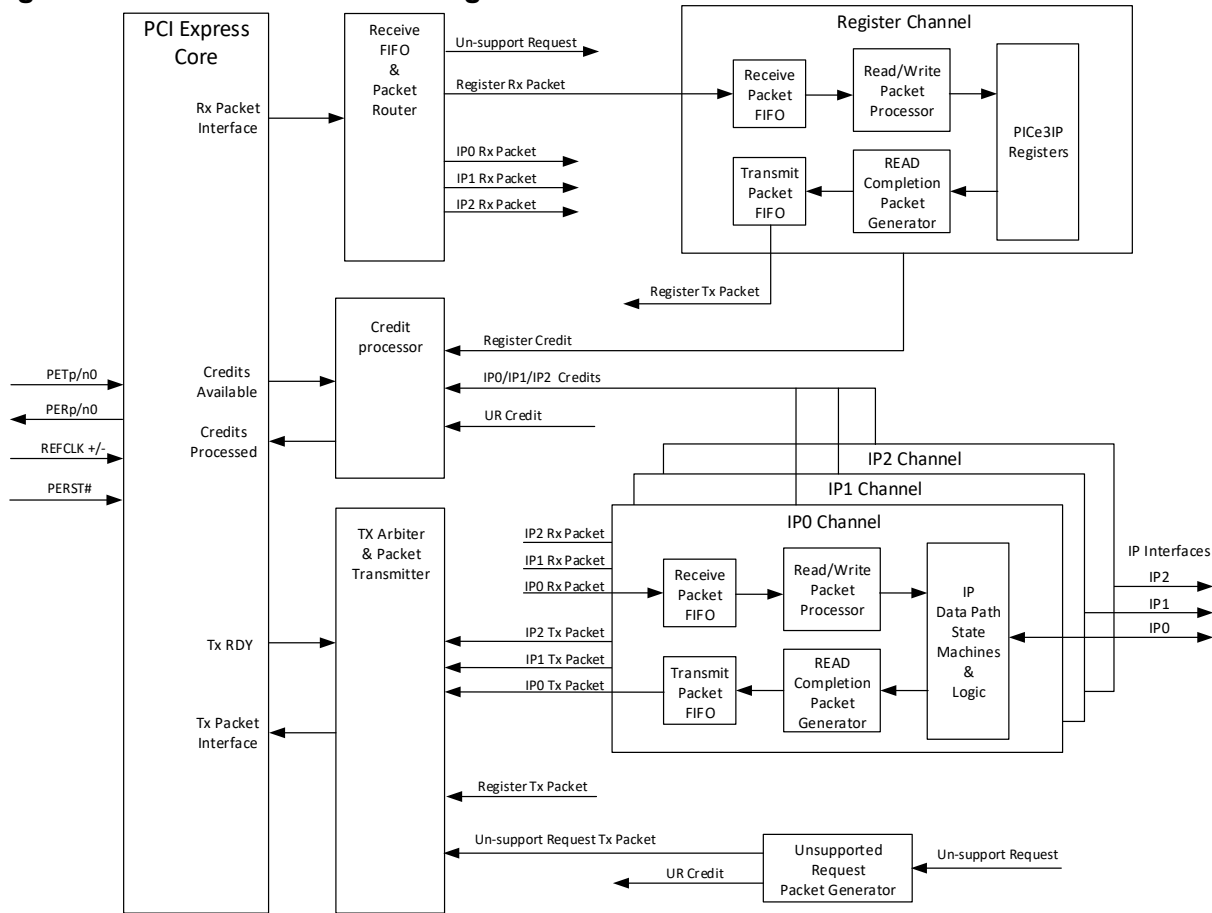 PCI Express
Core
Rx Packet
Interface
Credits
Available
Credits
Processed
Tx RDY
Tx Packet
Interface
PETp/n0
PERp/n0
REFCLK +/-
PERST#
Receive
FIFO
&
Packet
Router
Un-support Request
Register Rx Packet
IP0 Rx Packet
IP1 Rx Packet
IP2 Rx Packet
Register Channel
Receive
Packet
FIFO
Read/Write
Packet
Processor
PICe3IP
Registers
Transmit
Packet
FIFO
READ
Completion
Packet
Generator
Register Tx Packet
Credit
processor
Register Credit
IP0/IP1/IP2 Credits
UR Credit
IP2 Channel
IP1 Channel
IP0 Channel
TX Arbiter
& Packet
Transmitter
IP2 Rx Packet
IP1 Rx Packet
IP0 Rx Packet
IP2 Tx Packet
IP1 Tx Packet
IP0 Tx Packet
Receive
Packet
FIFO
Read/Write
Packet
Processor
IP
Data Path
State
Machines
&
Logic
Transmit
Packet
FIFO
READ
Completion
Packet
Generator
IP Interfaces
IP2
IP1
IP0
Register Tx Packet
Un-support Request Tx Packet
UR Credit
Unsupported
Request
Packet Generator
Un-support Request